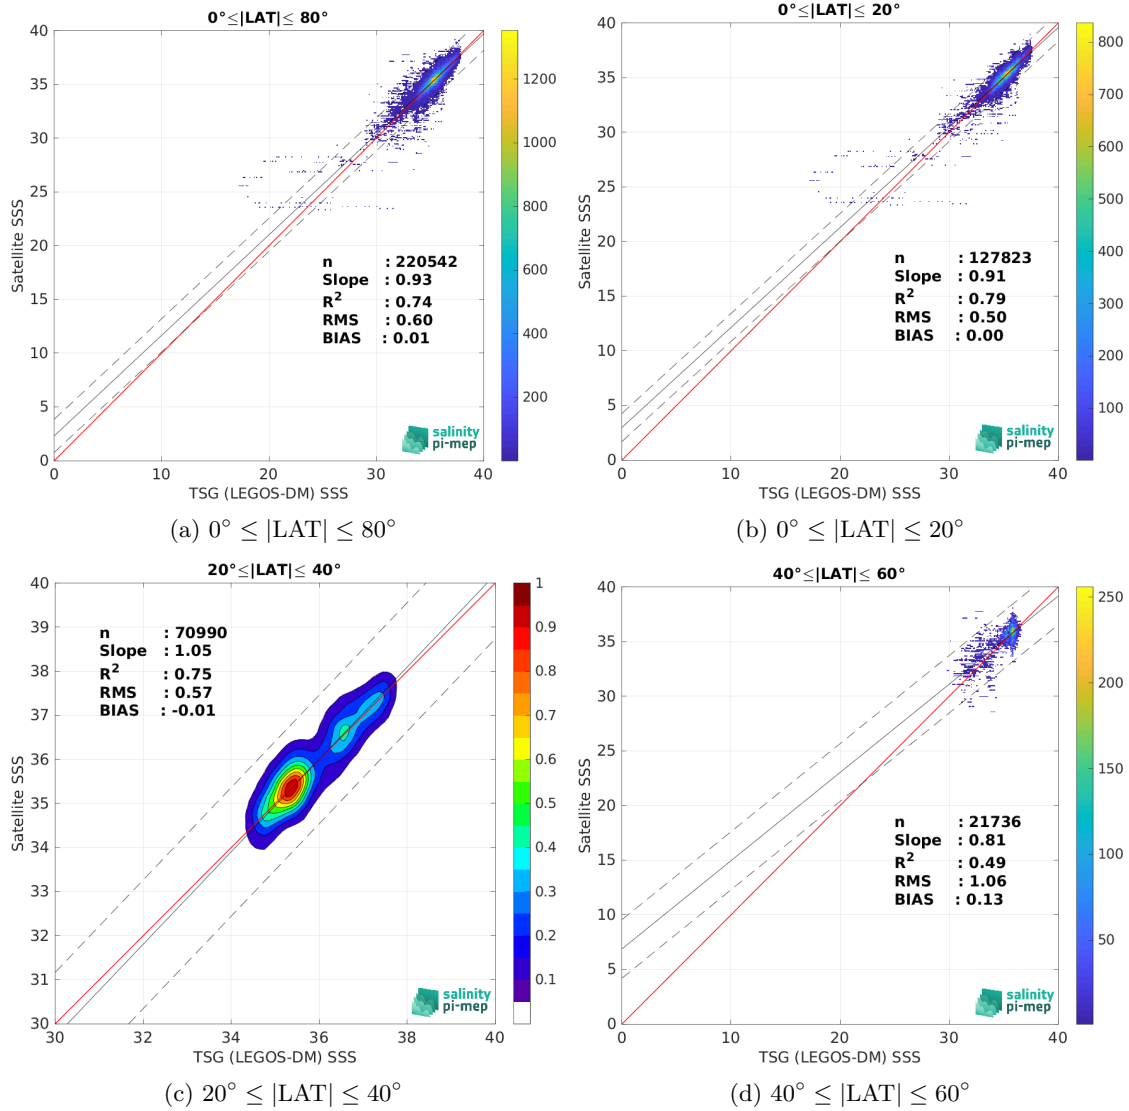 0°≤|LAT|≤ 80°
40
35
30
25
20
15
10
5
0
Satellite SSS
n : 220542
Slope : 0.93
R² : 0.74
RMS : 0.60
BIAS : 0.01
salinity
pi-mep
0 10 20 30 40
TSG (LEGOS-DM) SSS
1200
1000
800
600
400
200
(a) 0° ≤ |LAT| ≤ 80°
0°≤|LAT|≤ 20°
40
35
30
25
20
15
10
5
0
Satellite SSS
n : 127823
Slope : 0.91
R² : 0.79
RMS : 0.50
BIAS : 0.00
salinity
pi-mep
0 10 20 30 40
TSG (LEGOS-DM) SSS
800
700
600
500
400
300
200
100
(b) 0° ≤ |LAT| ≤ 20°
20°≤|LAT|≤ 40°
40
39
38
37
36
35
34
33
32
31
30
Satellite SSS
n : 70990
Slope : 1.05
R² : 0.75
RMS : 0.57
BIAS : -0.01
salinity
pi-mep
30 32 34 36 38 40
TSG (LEGOS-DM) SSS
1
0.9
0.8
0.7
0.6
0.5
0.4
0.3
0.2
0.1
(c) 20° ≤ |LAT| ≤ 40°
40°≤|LAT|≤ 60°
40
35
30
25
20
15
10
5
0
Satellite SSS
n : 21736
Slope : 0.81
R² : 0.49
RMS : 1.06
BIAS : 0.13
salinity
pi-mep
0 10 20 30 40
TSG (LEGOS-DM) SSS
250
200
150
100
50
(d) 40° ≤ |LAT| ≤ 60°